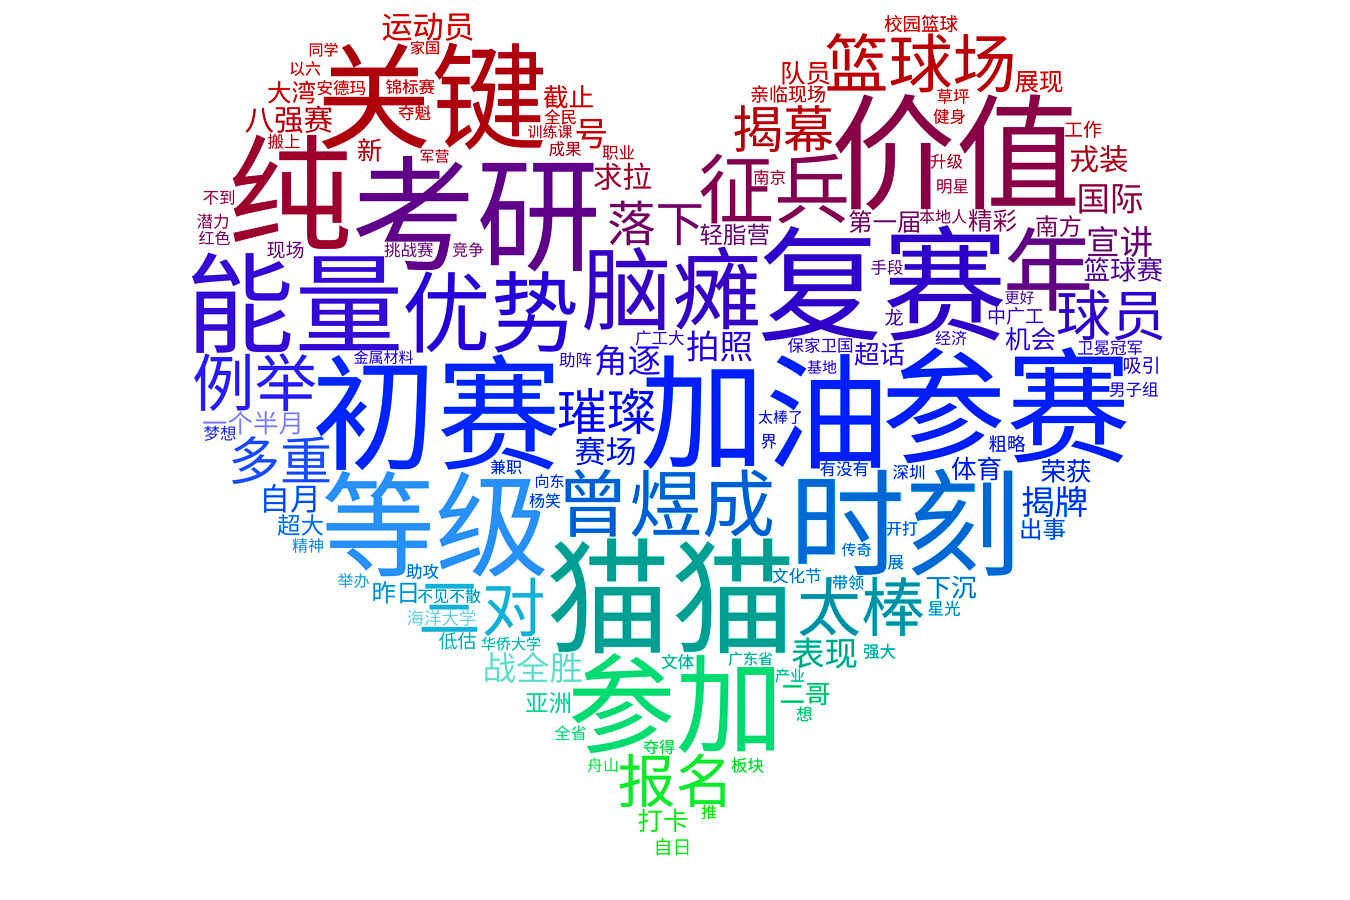 运动员
校园篮球
同学
家国
关键
篮球场
以六
队员
展现
大湾
安德玛
锦标赛
截止
亲临现场
草坪
八强赛
夺魁
全民
揭幕
价值
健身
搬上
训练课
号
工作
纯
新
军营
成果
职业
考研
求拉
征兵
南京
升级
戎装
不到
明星
国际
潜力
落下
第一届
本地人
精彩
南方
红色
轻脂营
年
宣讲
现场
挑战赛
竞争
能量
优势
脑瘫
复赛
手段
篮球赛
更好
球员
龙
中广工
金属材料
助阵
广工大
角逐
拍照
保家卫国
超话
经济
机会
卫冕冠军
例举
初赛
加油
基地
参赛
吸引
男子组
璀璨
一个半月
梦想
太棒了
界
多重
赛场
粗略
兼职
有没有
深圳
体育
荣获
自月
等级
向东
杨笑
曾煜成
时刻
揭牌
超大
开打
出事
精神
传奇
猫猫
展
举办
助攻
文化节
带领
下沉
昨日
不见不散
三对
太棒
星光
海洋大学
低估
华侨大学
表现
强大
战全胜
文体
广东省
参加
产业
亚洲
二哥
想
全省
夺得
舟山
报名
板块
打卡
推
自日